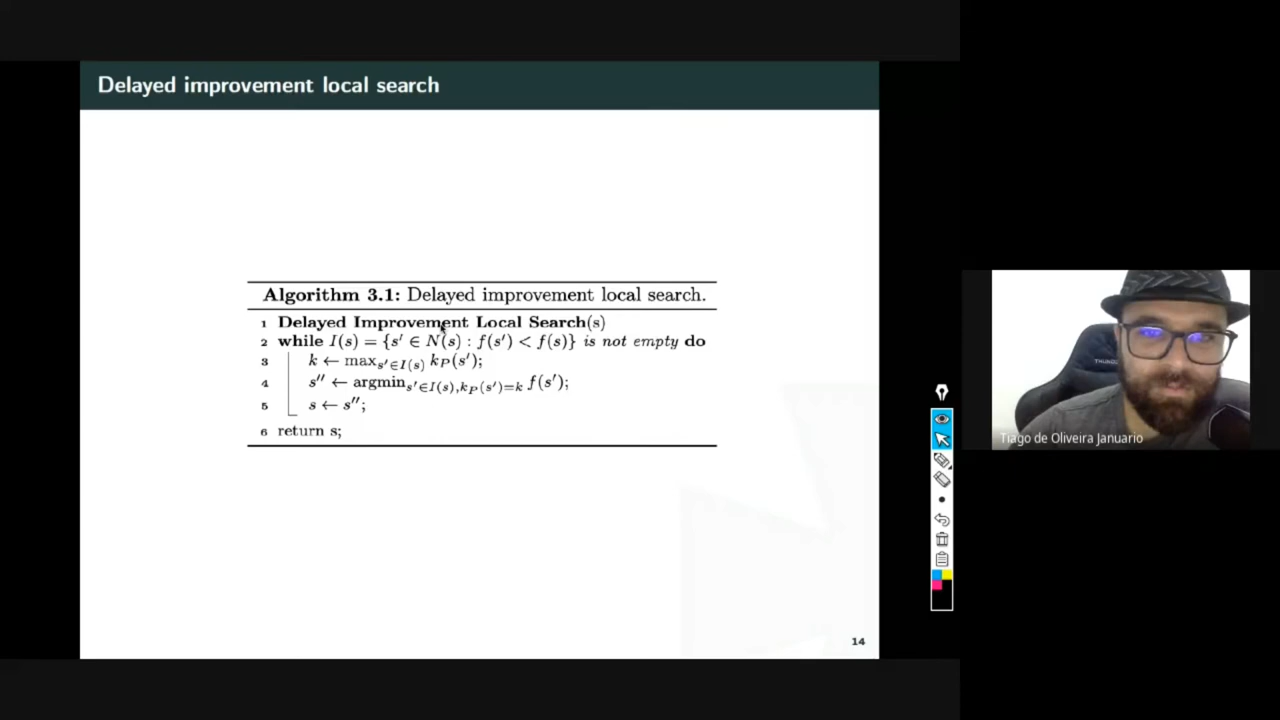 Delayed improvement local search
Algorithm 3.1: Delayed improvement local search.
1 Delayed Improvement Local Search(s)
2 while I(s) = {s′ ∈ N(s) : f(s′) < f(s)} is not empty do
3 k ← max_{s′∈I(s)} k_P(s′);
4 s″ ← argmin_{s′∈I(s),k_P(s′)=k} f(s′);
5 s ← s″;
6 return s;
14
Tiago de Oliveira Januario